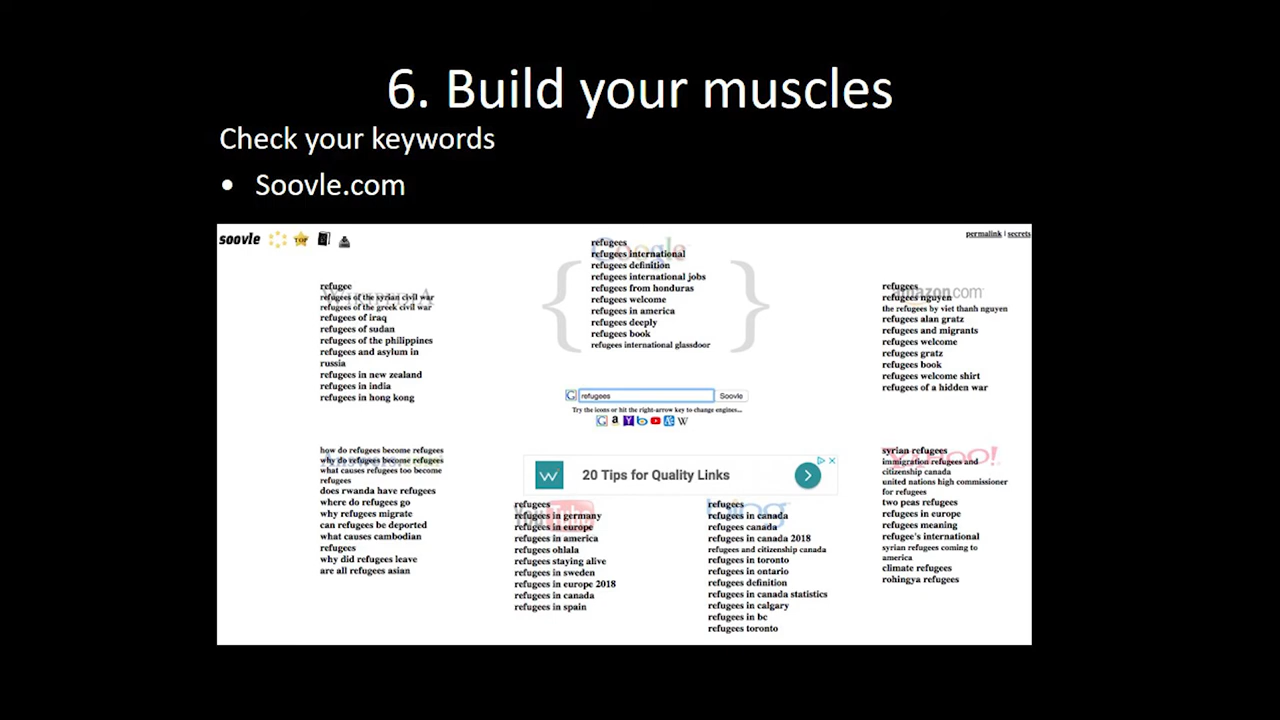 6. Build your muscles
Check your keywords
• Soovle.com
soovle
TOP
permalink | secrets
Google
refugees
refugees international
refugees definition
refugees international jobs
refugees from honduras
refugees welcome
refugees in america
refugees deeply
refugees book
refugees international glassdoor
WIKIPEDIA
refugee
refugees of the syrian civil war
refugees of the greek civil war
refugees of iraq
refugees of sudan
refugees of the philippines
refugees and asylum in
russia
refugees in new zealand
refugees in india
refugees in hong kong
amazon.com
refugees
refugees nguyen
the refugees by viet thanh nguyen
refugees alan gratz
refugees and migrants
refugees welcome
refugees gratz
refugees book
refugees welcome shirt
refugees of a hidden war
refugees
Soovle
Try the icons or hit the right-arrow key to change engines...
how do refugees become refugees
why do refugees become refugees
what causes refugees too become
refugees
does rwanda have refugees
where do refugees go
why refugees migrate
can refugees be deported
what causes cambodian
refugees
why did refugees leave
are all refugees asian
20 Tips for Quality Links
YouTube
refugees
refugees in germany
refugees in europe
refugees in america
refugees ohlala
refugees staying alive
refugees in sweden
refugees in europe 2018
refugees in canada
refugees in spain
bing
refugees
refugees in canada
refugees canada
refugees in canada 2018
refugees and citizenship canada
refugees in toronto
refugees in ontario
refugees definition
refugees in canada statistics
refugees in calgary
refugees in bc
refugees toronto
YAHOO!
syrian refugees
immigration refugees and
citizenship canada
united nations high commissioner
for refugees
two peas refugees
refugees in europe
refugees meaning
refugee's international
syrian refugees coming to
america
climate refugees
rohingya refugees